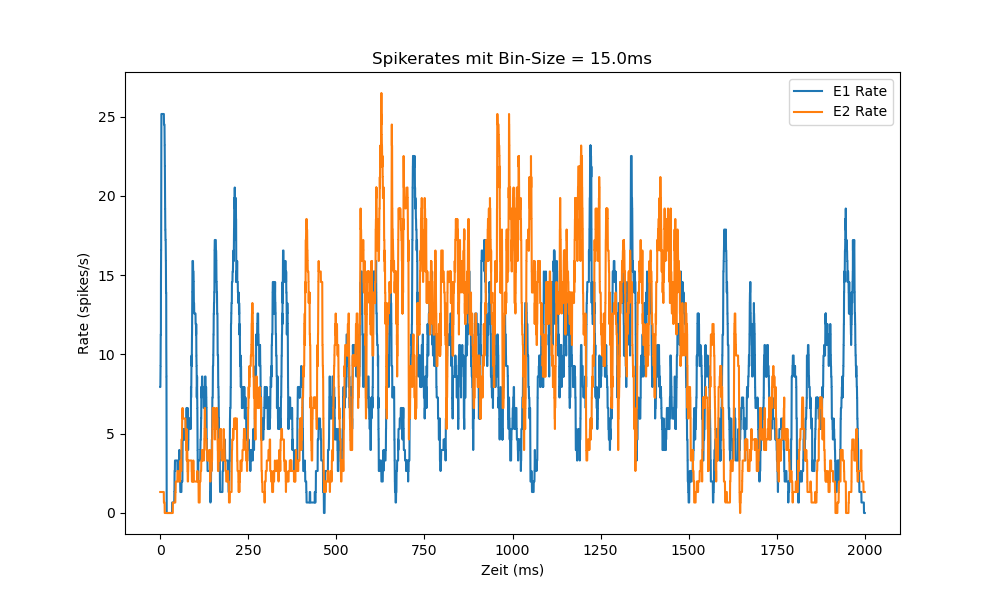 Spikerates mit Bin-Size = 15.0ms
E1 Rate
E2 Rate
Rate (spikes/s)
25
20
15
10
5
0
0 250 500 750 1000 1250 1500 1750 2000
Zeit (ms)